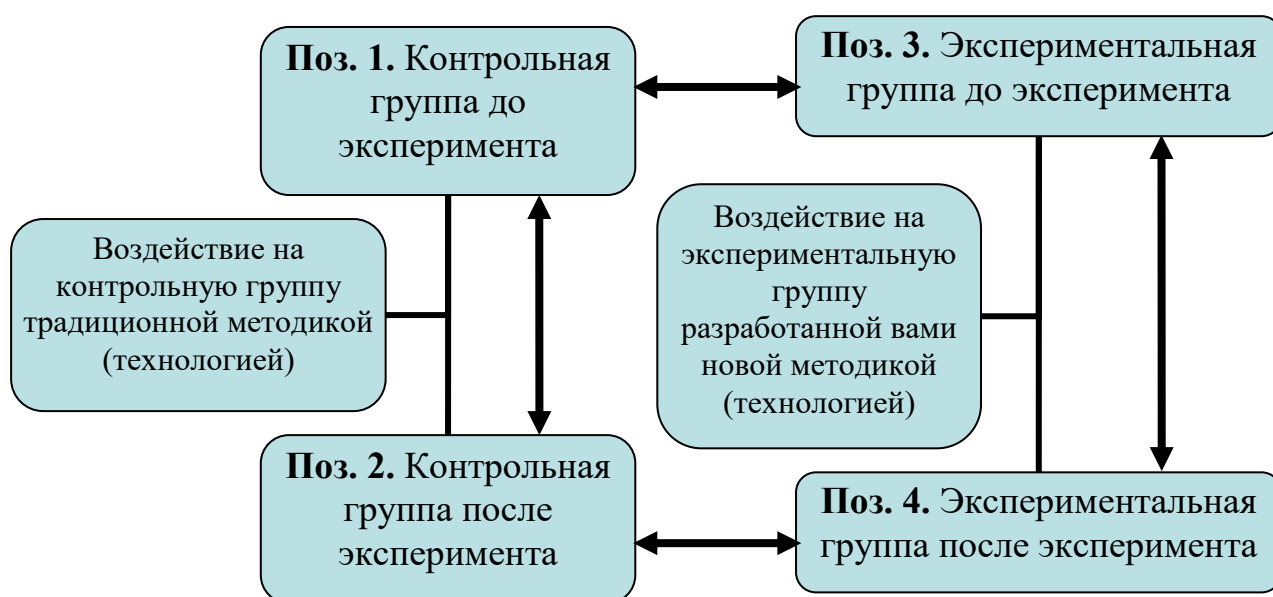 Поз. 1. Контрольная
группа до
эксперимента
Поз. 3. Экспериментальная
группа до эксперимента
Воздействие на
контрольную группу
традиционной методикой
(технологией)
Воздействие на
экспериментальную
группу
разработанной вами
новой методикой
(технологией)
Поз. 2. Контрольная
группа после
эксперимента
Поз. 4. Экспериментальная
группа после эксперимента